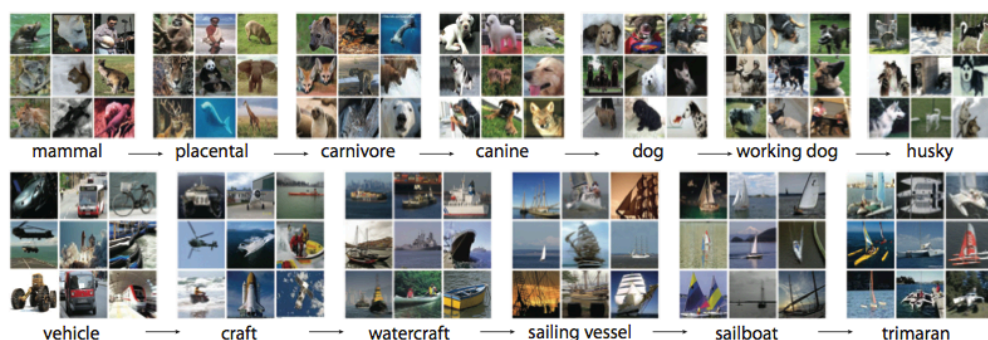 mammal → placental → carnivore → canine → dog → working dog → husky
vehicle → craft → watercraft → sailing vessel → sailboat → trimaran